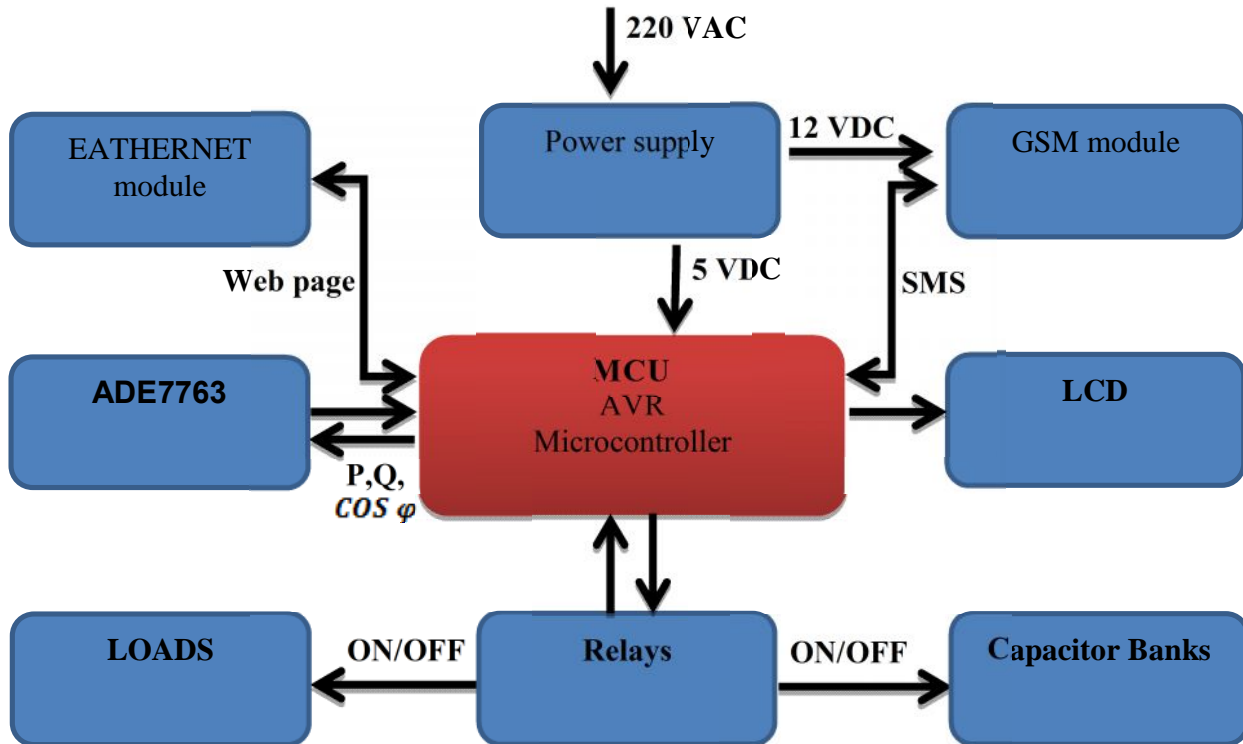 220 VAC
EATHERNET
module
Power supply
12 VDC
GSM module
Web page
5 VDC
SMS
ADE7763
MCU
AVR
Microcontroller
LCD
P,Q,
COS φ
LOADS
ON/OFF
Relays
ON/OFF
Capacitor Banks